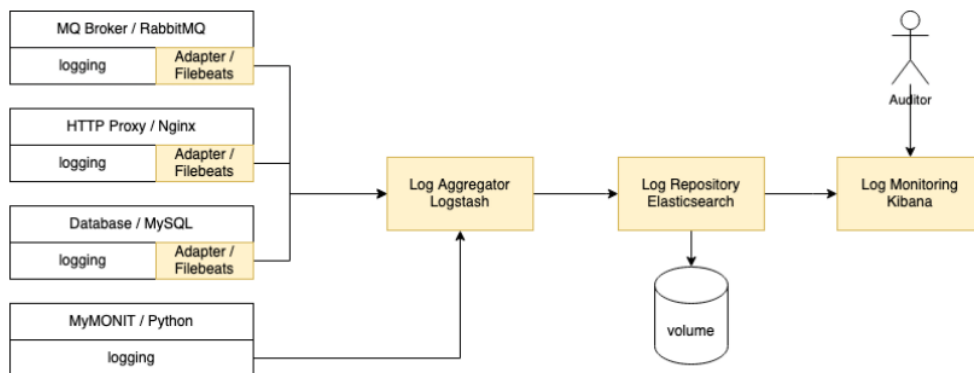 MQ Broker / RabbitMQ
logging
Adapter /
Filebeats
HTTP Proxy / Nginx
logging
Adapter /
Filebeats
Database / MySQL
logging
Adapter /
Filebeats
MyMONIT / Python
logging
Log Aggregator
Logstash
Log Repository
Elasticsearch
volume
Auditor
Log Monitoring
Kibana